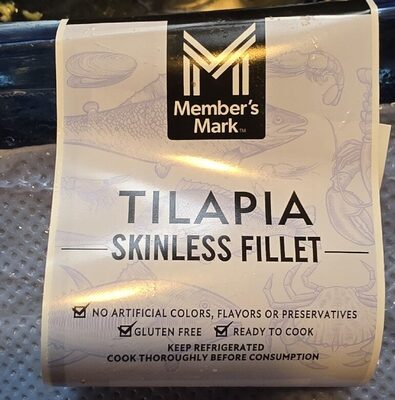 Member's
Mark™
TILAPIA
SKINLESS FILLET
NO ARTIFICIAL COLORS, FLAVORS OR PRESERVATIVES
GLUTEN FREE READY TO COOK
KEEP REFRIGERATED
COOK THOROUGHLY BEFORE CONSUMPTION